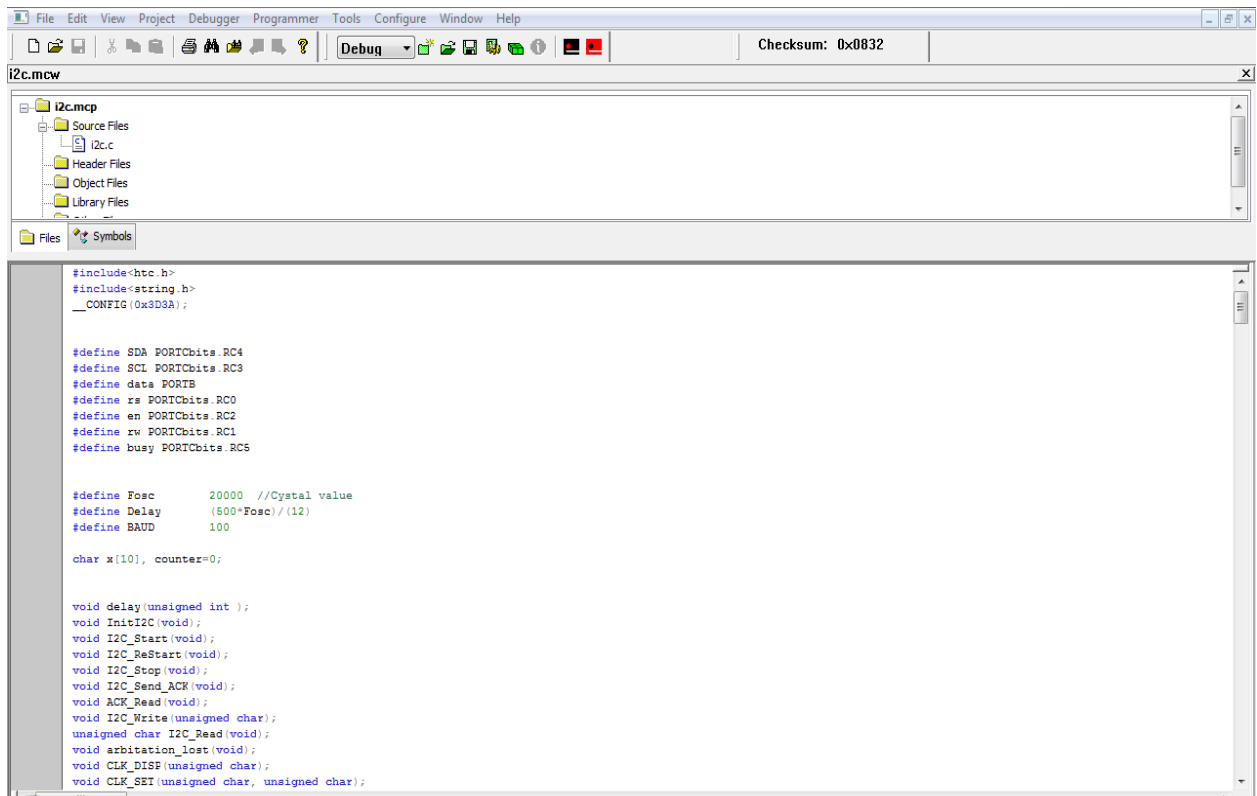 File Edit View Project Debugger Programmer Tools Configure Window Help
Debug Checksum: 0x0832
i2c.mcw
i2c.mcp
Source Files
i2c.c
Header Files
Object Files
Library Files
Files Symbols
#include<htc.h>
#include<string.h>
__CONFIG(0x3D3A);
#define SDA PORTCbits.RC4
#define SCL PORTCbits.RC3
#define data PORTB
#define rs PORTCbits.RC0
#define en PORTCbits.RC2
#define rw PORTCbits.RC1
#define busy PORTCbits.RC5
#define Fosc 20000 //Cystal value
#define Delay (500*Fosc)/(12)
#define BAUD 100
char x[10], counter=0;
void delay(unsigned int );
void InitI2C(void);
void I2C_Start(void);
void I2C_ReStart(void);
void I2C_Stop(void);
void I2C_Send_ACK(void);
void ACK_Read(void);
void I2C_Write(unsigned char);
unsigned char I2C_Read(void);
void arbitation_lost(void);
void CLK_DISP(unsigned char);
void CLK_SET(unsigned char, unsigned char);